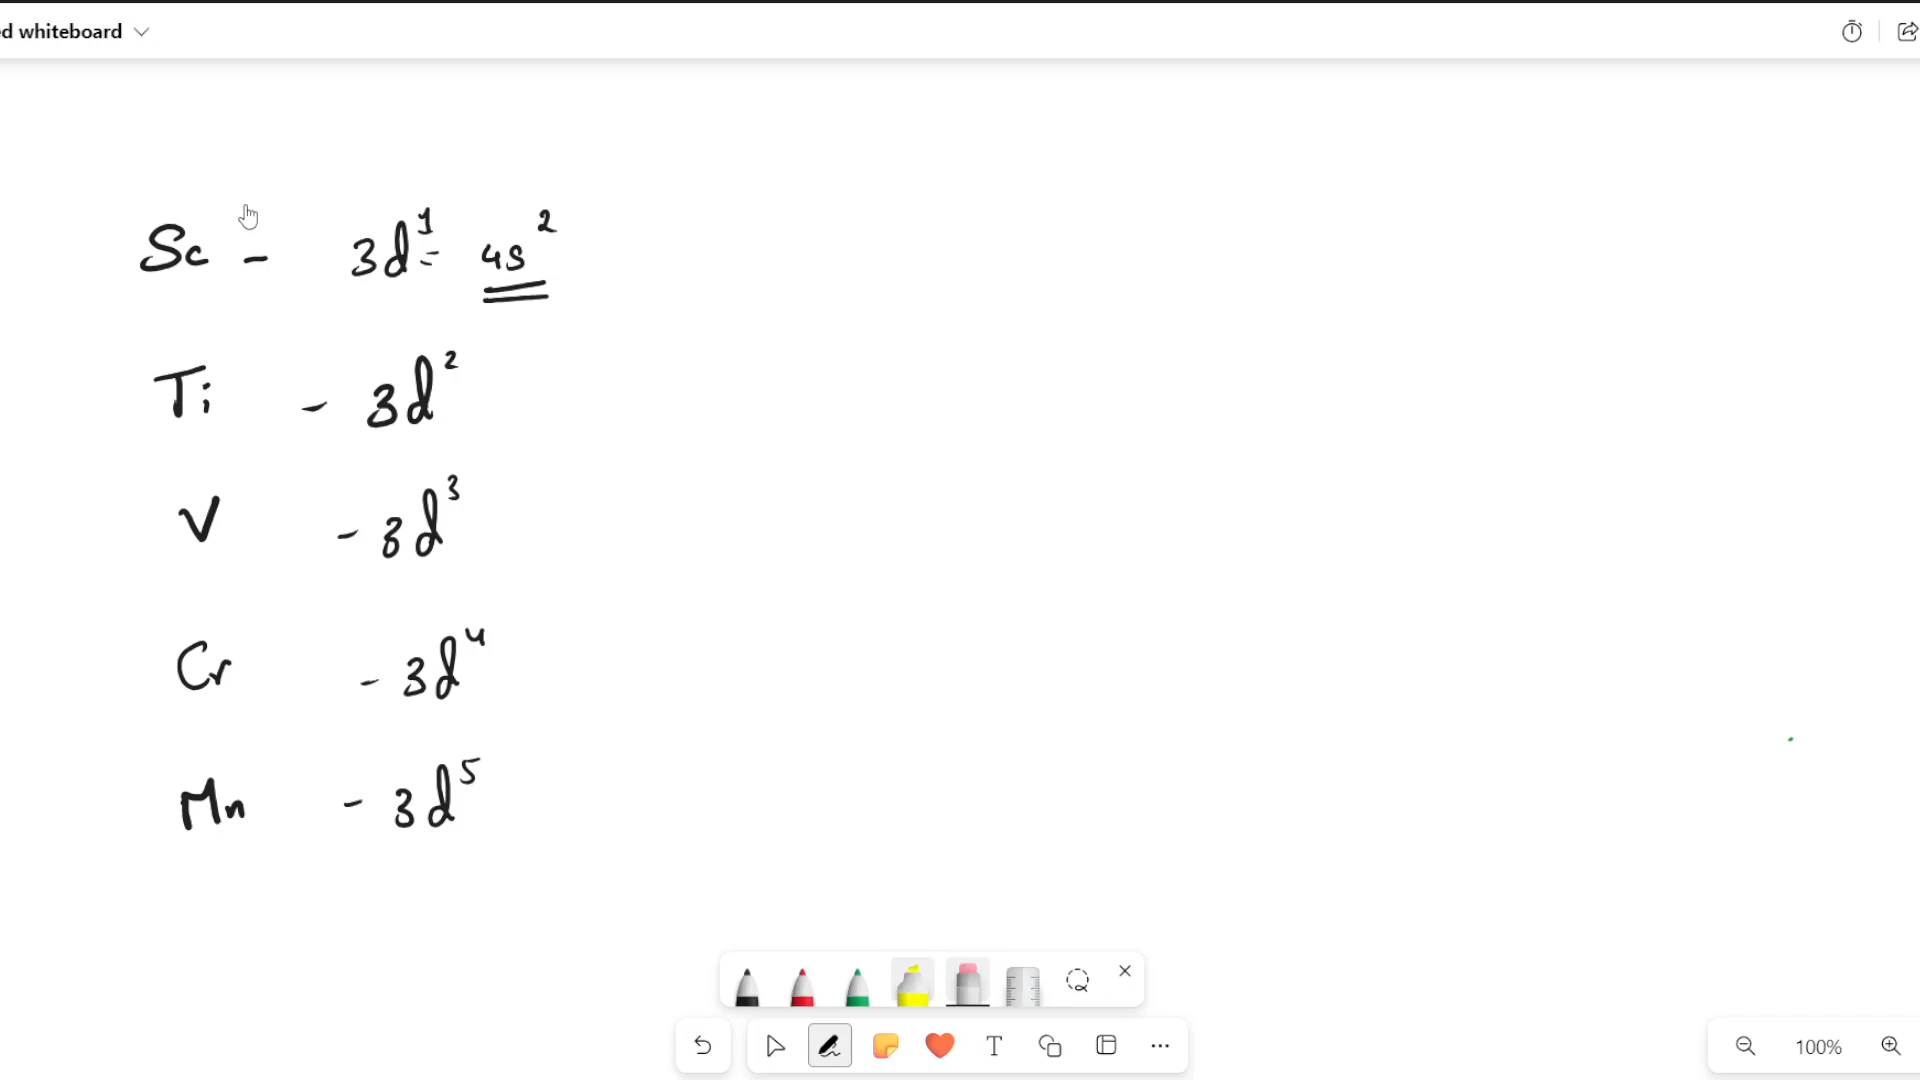 d whiteboard
Sc - 3d¹ = 4s²
Ti - 3d²
V - 3d³
Cr - 3d⁴
Mn - 3d⁵
T
100%